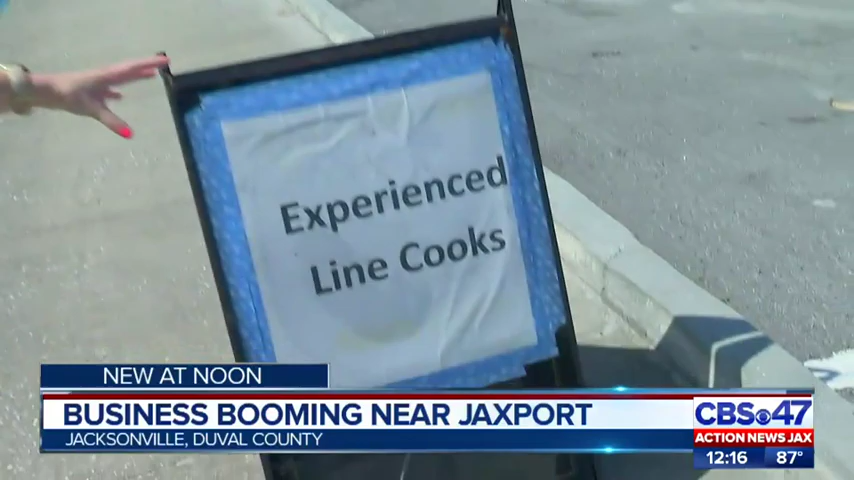 Experienced
Line Cooks
NEW AT NOON
BUSINESS BOOMING NEAR JAXPORT
JACKSONVILLE, DUVAL COUNTY
CBS 47
ACTION NEWS JAX
12:16 87°